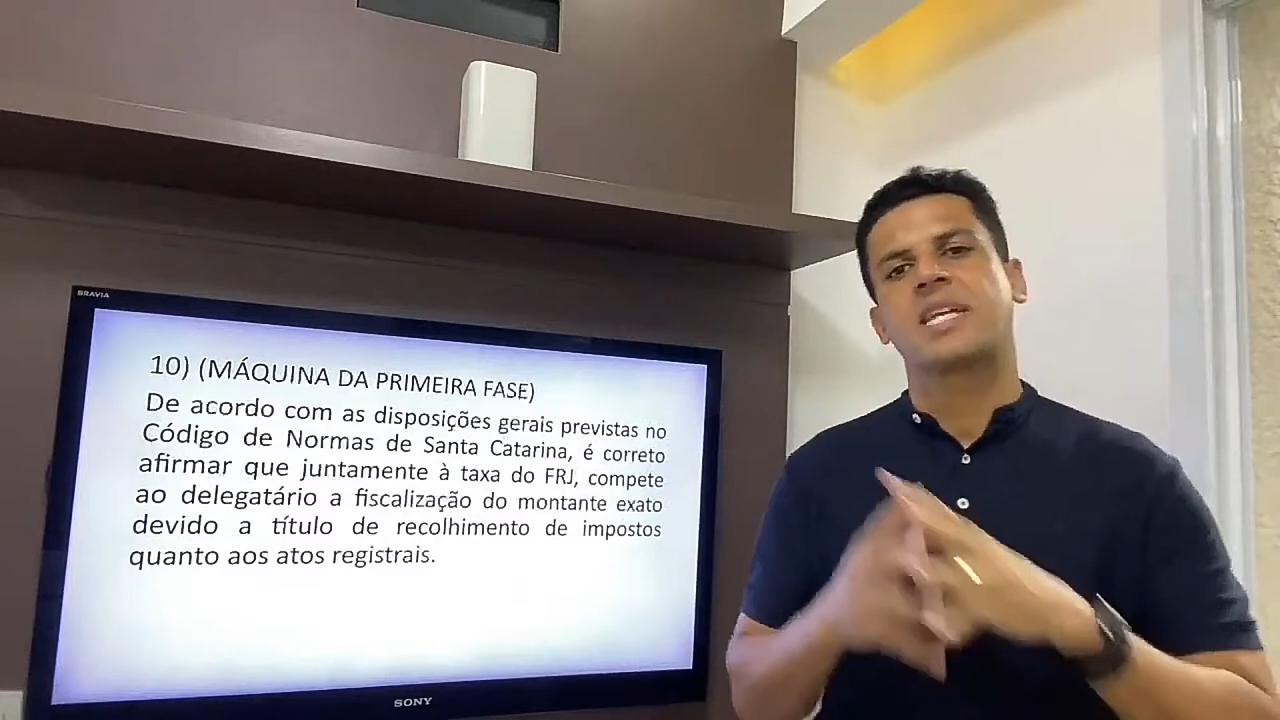 BRAVIA
10) (MÁQUINA DA PRIMEIRA FASE)
De acordo com as disposições gerais previstas no
Código de Normas de Santa Catarina, é correto
afirmar que juntamente à taxa do FRJ, compete
ao delegatário a fiscalização do montante exato
devido a título de recolhimento de impostos
quanto aos atos registrais.
SONY